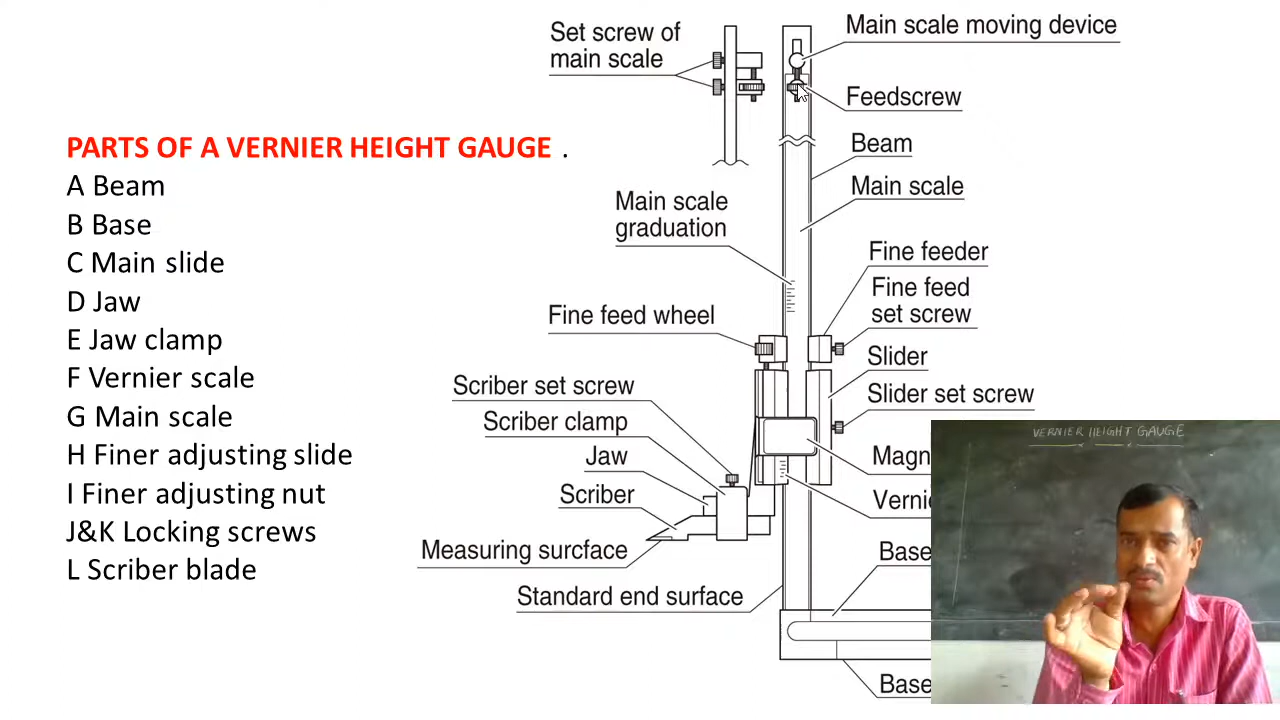 PARTS OF A VERNIER HEIGHT GAUGE .
A Beam
B Base
C Main slide
D Jaw
E Jaw clamp
F Vernier scale
G Main scale
H Finer adjusting slide
I Finer adjusting nut
J&K Locking screws
L Scriber blade
Set screw of
main scale
Main scale moving device
Feedscrew
Beam
Main scale
Main scale
graduation
Fine feeder
Fine feed
set screw
Fine feed wheel
Slider
Slider set screw
Scriber set screw
Scriber clamp
Jaw
Scriber
Measuring surcface
Standard end surface
Magn
Vernie
Base
Base
VERNIER HEIGHT GAUGE